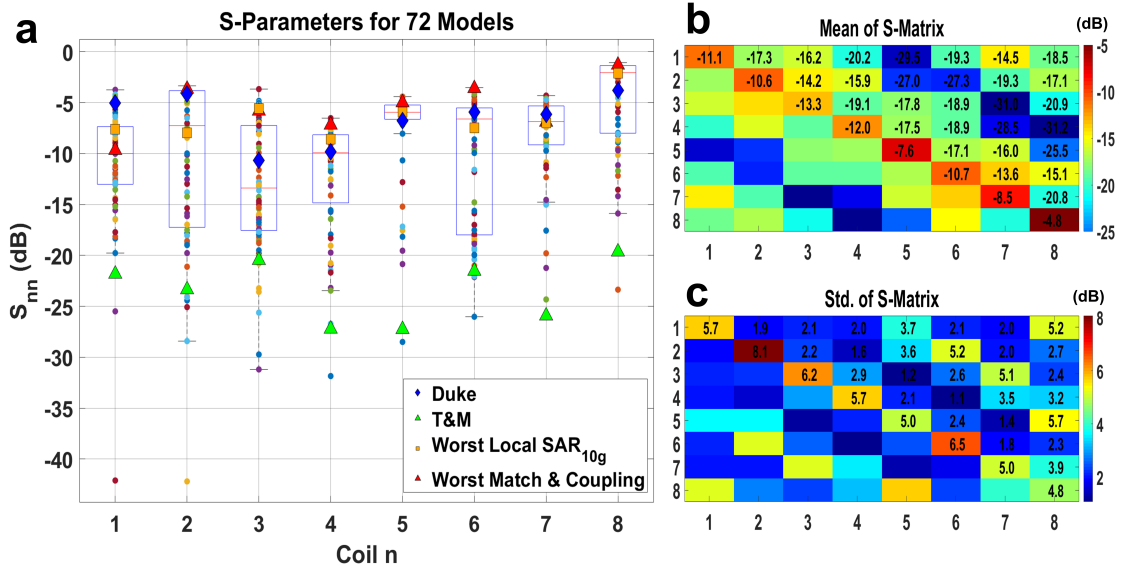 a
S-Parameters for 72 Models
0
-5
-10
-15
-20
-25
-30
-35
-40
S_nn (dB)
1 2 3 4 5 6 7 8
Coil n
Duke
T&M
Worst Local SAR_10g
Worst Match & Coupling
b
Mean of S-Matrix
(dB)
1 -11.1 -17.3 -16.2 -20.2 -29.5 -19.3 -14.5 -18.5
2 -10.6 -14.2 -15.9 -27.0 -27.3 -19.3 -17.1
3 -13.3 -19.1 -17.8 -18.9 -31.0 -20.9
4 -12.0 -17.5 -18.9 -28.5 -31.2
5 -7.6 -17.1 -16.0 -25.5
6 -10.7 -13.6 -15.1
7 -8.5 -20.8
8 -4.8
1 2 3 4 5 6 7 8
-5
-10
-15
-20
-25
c
Std. of S-Matrix
(dB)
1 5.7 1.9 2.1 2.0 3.7 2.1 2.0 5.2
2 8.1 2.2 1.6 3.6 5.2 2.0 2.7
3 6.2 2.9 1.2 2.6 5.1 2.4
4 5.7 2.1 1.1 3.5 3.2
5 5.0 2.4 1.4 5.7
6 6.5 1.8 2.3
7 5.0 3.9
8 4.8
1 2 3 4 5 6 7 8
8
6
4
2